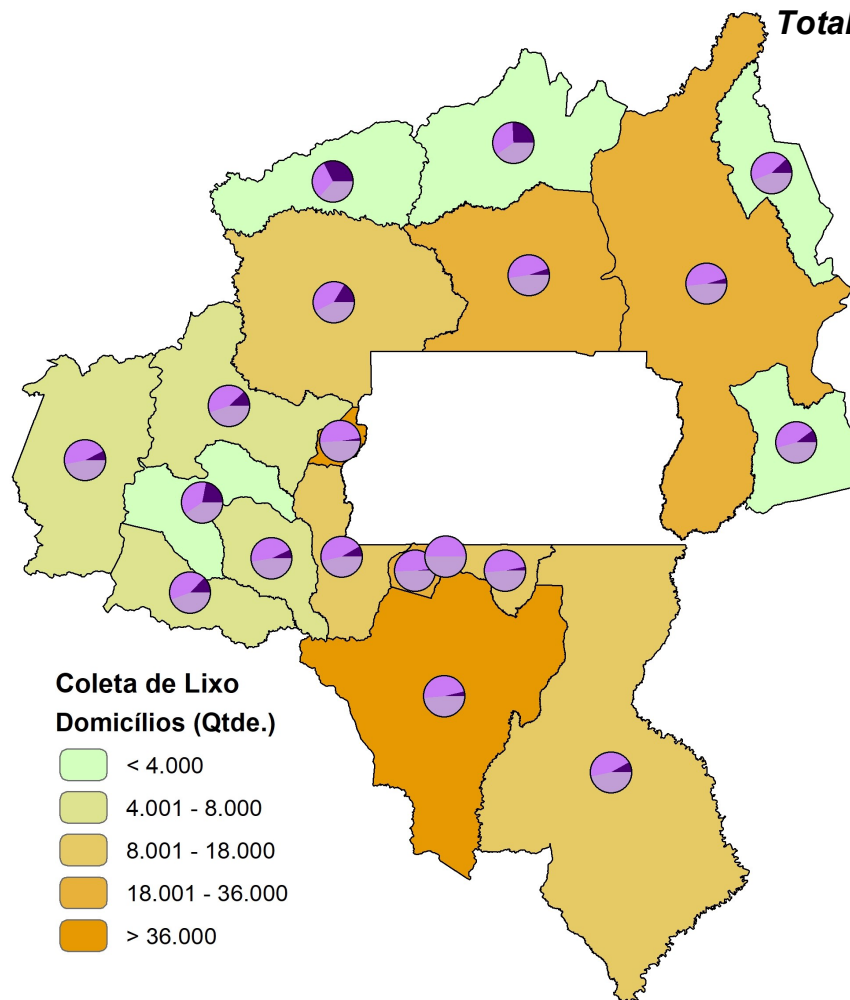 Total
Coleta de Lixo
Domicílios (Qtde.)
< 4.000
4.001 - 8.000
8.001 - 18.000
18.001 - 36.000
> 36.000